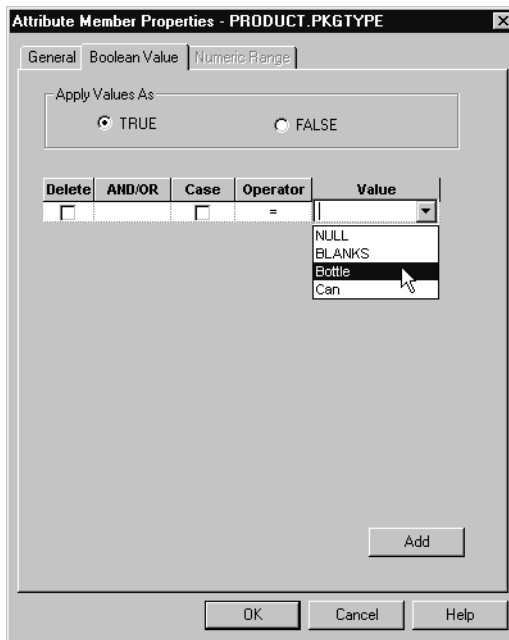 Attribute Member Properties - PRODUCT.PKGTYPE
General Boolean Value Numeric Range
Apply Values As
TRUE FALSE
Delete AND/OR Case Operator Value
=
NULL
BLANKS
Bottle
Can
Add
OK Cancel Help